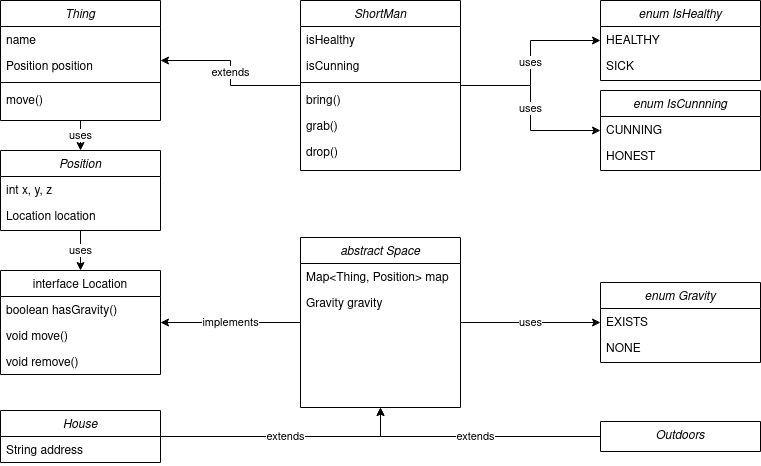 Thing
name
Position position
move()
uses
Position
int x, y, z
Location location
uses
interface Location
boolean hasGravity()
void move()
void remove()
House
String address
extends
ShortMan
isHealthy
isCunning
bring()
grab()
drop()
uses
uses
enum IsHealthy
HEALTHY
SICK
enum IsCunnning
CUNNING
HONEST
implements
abstract Space
Map<Thing, Position> map
Gravity gravity
uses
enum Gravity
EXISTS
NONE
extends
extends
Outdoors